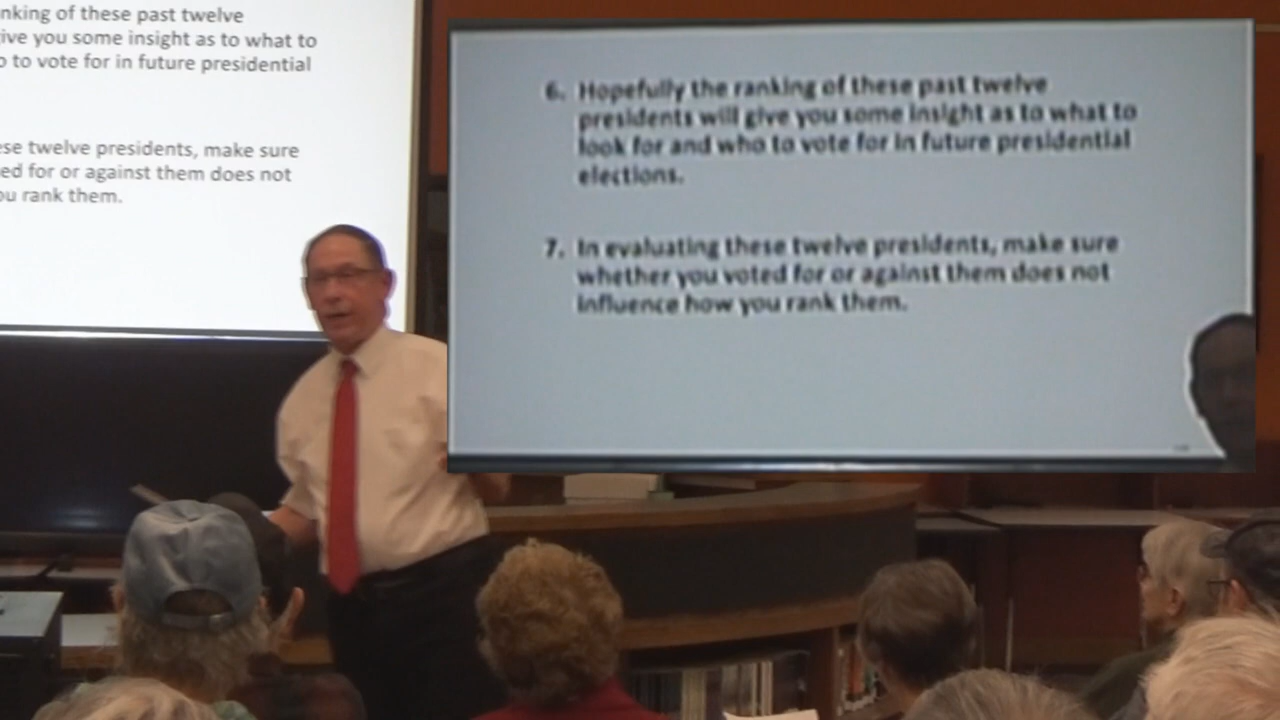 nking of these past twelve
ive you some insight as to what to
o to vote for in future presidential
ese twelve presidents, make sure
ed for or against them does not
ou rank them.
6. Hopefully the ranking of these past twelve
presidents will give you some insight as to what to
look for and who to vote for in future presidential
elections.
7. In evaluating these twelve presidents, make sure
whether you voted for or against them does not
influence how you rank them.